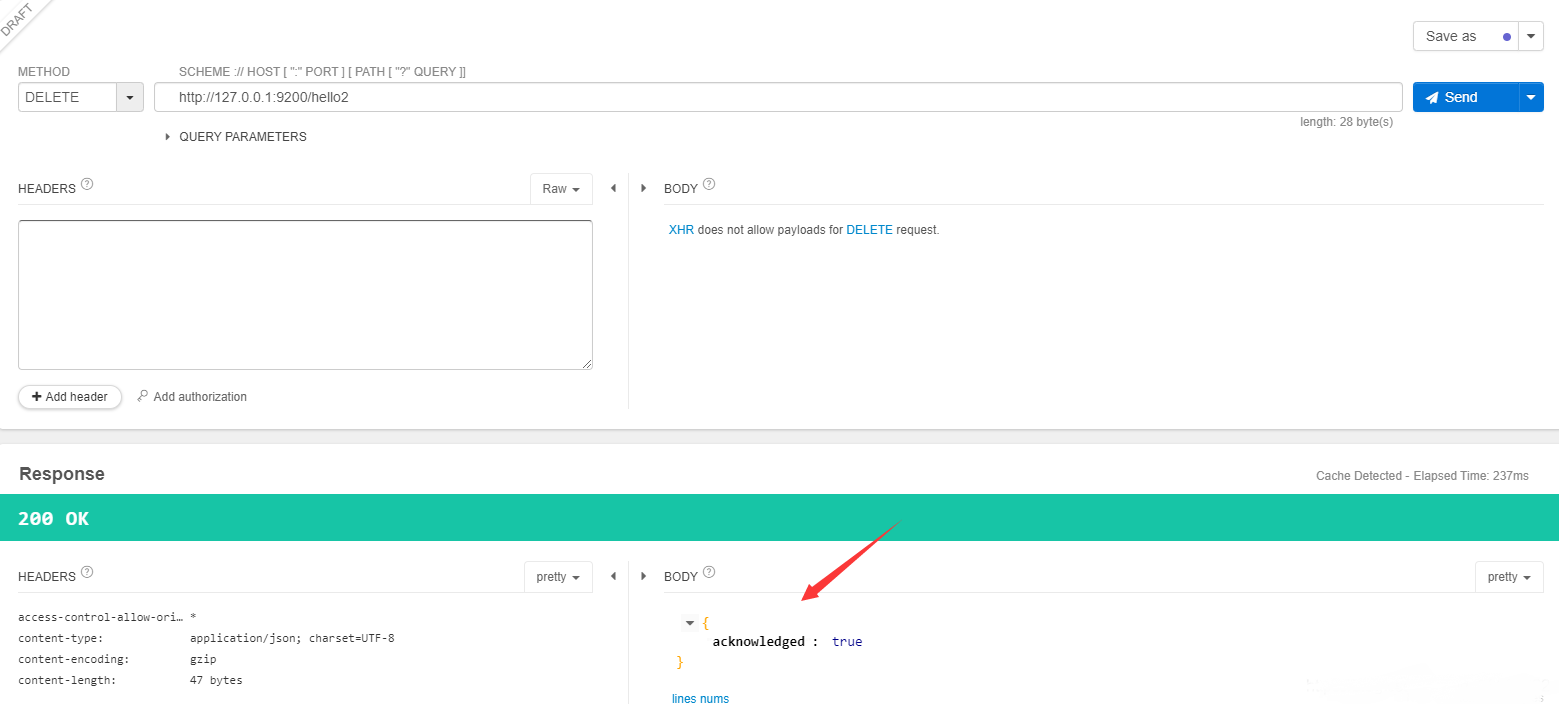 DRAFT
Save as
METHOD
SCHEME :// HOST [ ":" PORT ] [ PATH [ "?" QUERY ]]
DELETE
http://127.0.0.1:9200/hello2
Send
length: 28 byte(s)
QUERY PARAMETERS
HEADERS ?
Raw
BODY ?
XHR does not allow payloads for DELETE request.
+ Add header
Add authorization
Response
Cache Detected - Elapsed Time: 237ms
200 OK
HEADERS ?
pretty
BODY ?
pretty
access-control-allow-ori… *
content-type: application/json; charset=UTF-8
content-encoding: gzip
content-length: 47 bytes
{
acknowledged : true
}
lines nums